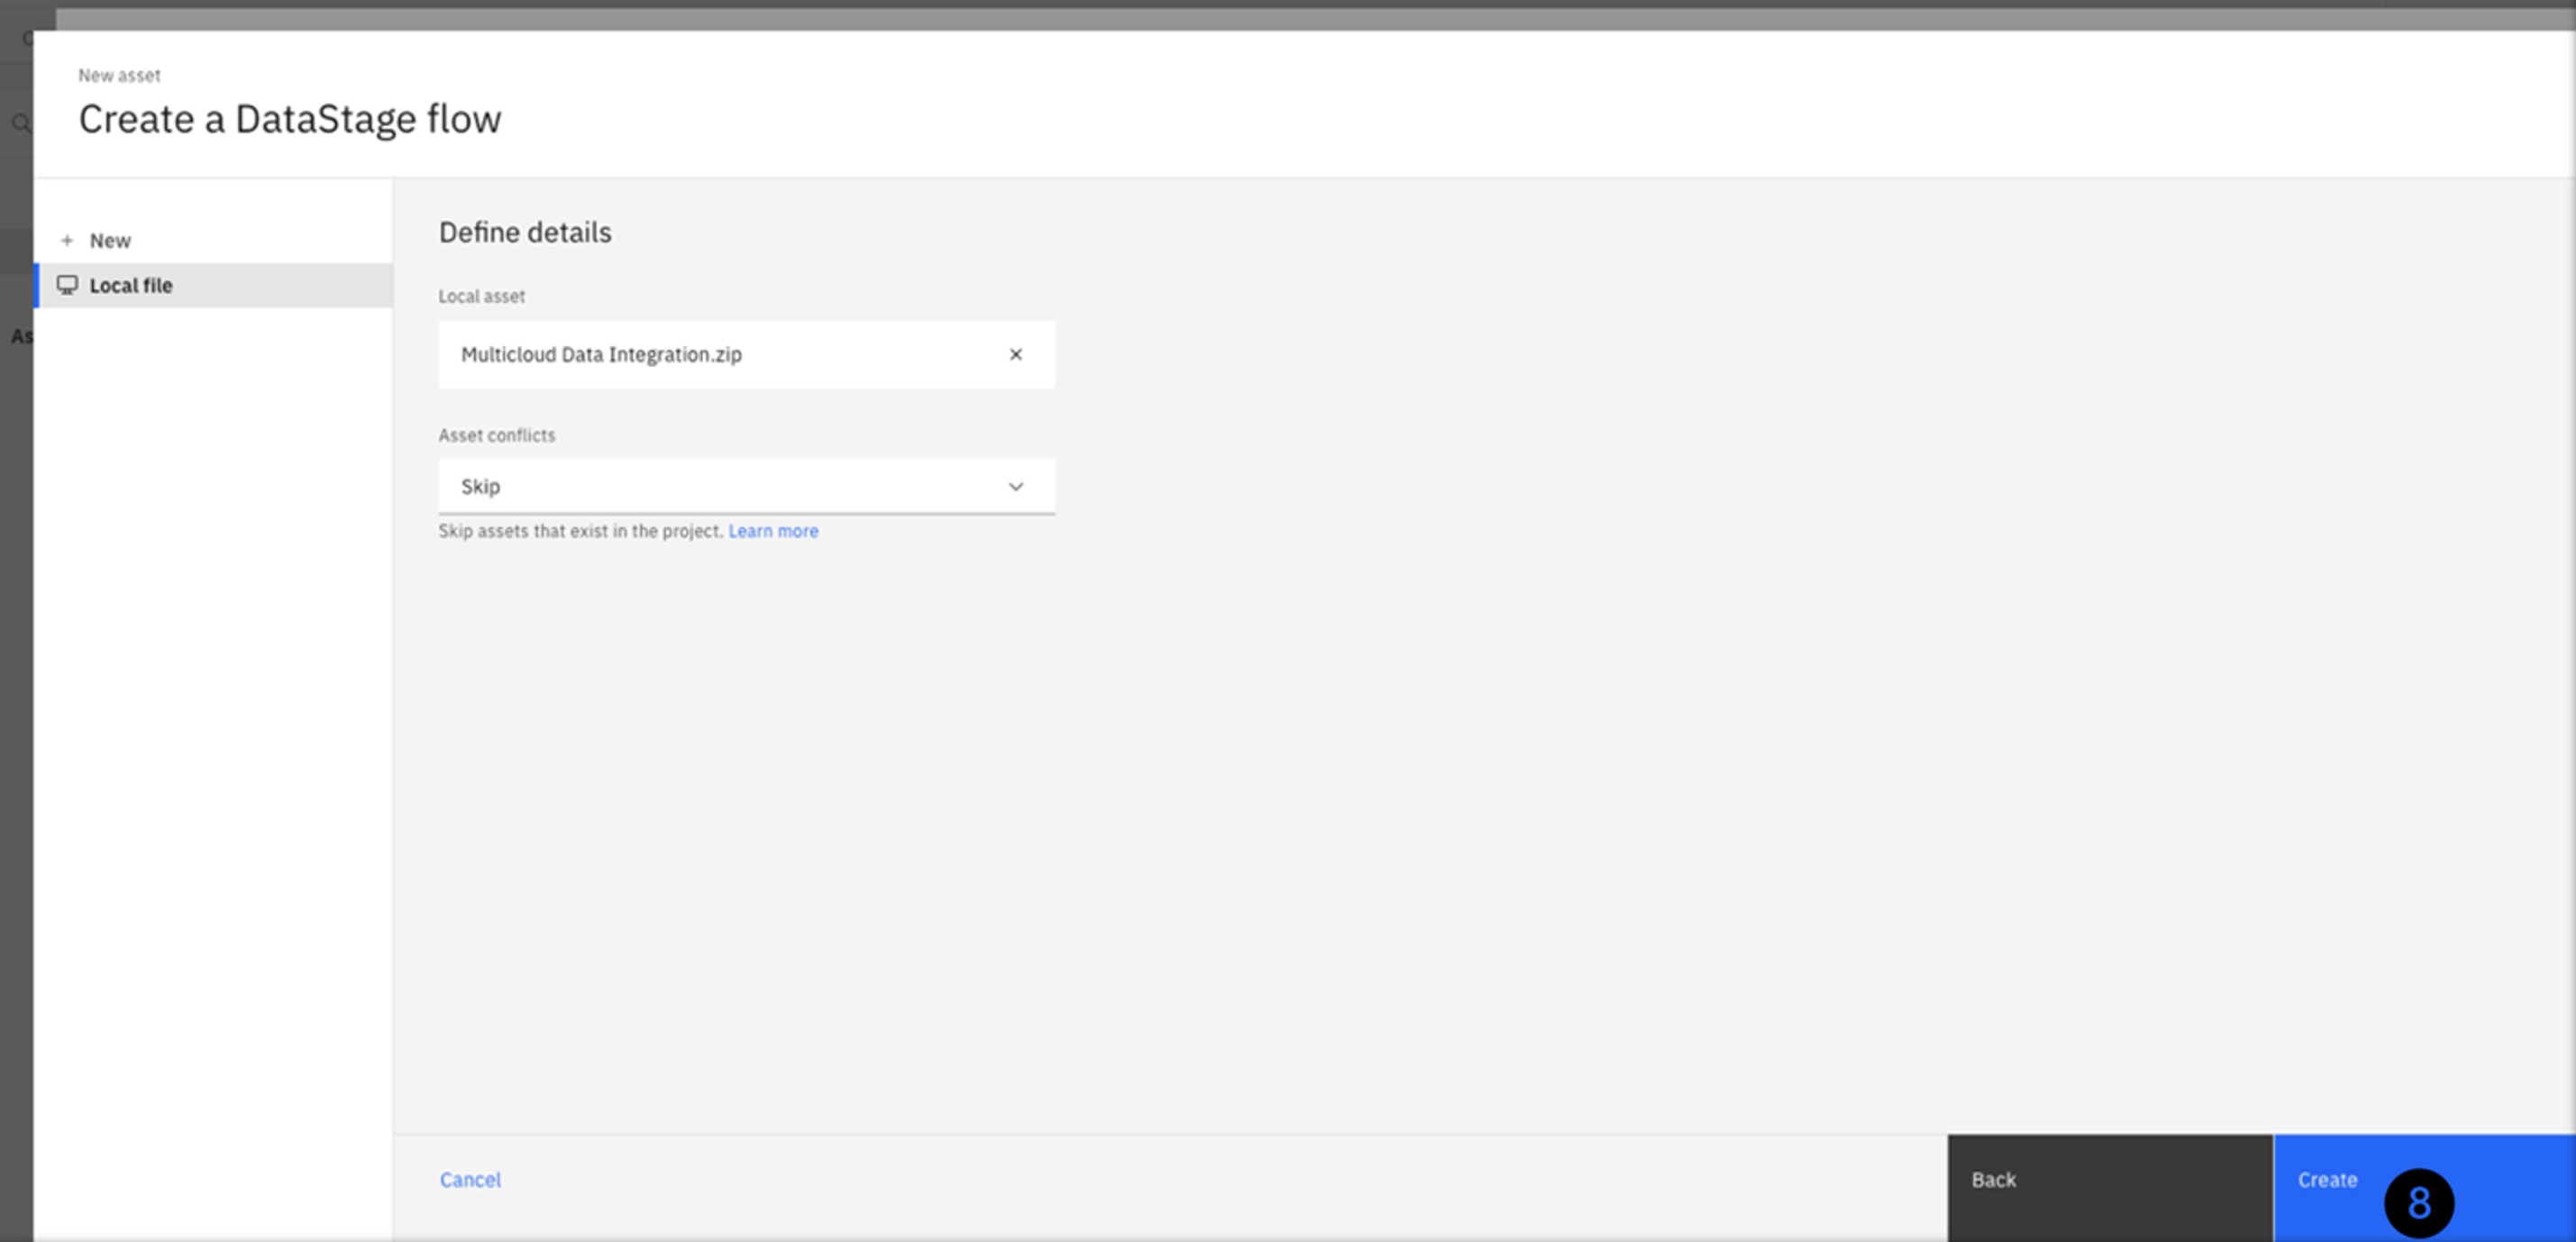 New asset
Create a DataStage flow
New
Local file
As
Define details
Local asset
Multicloud Data Integration.zip
Asset conflicts
Skip
Skip assets that exist in the project. Learn more
Cancel
Back
Create
8